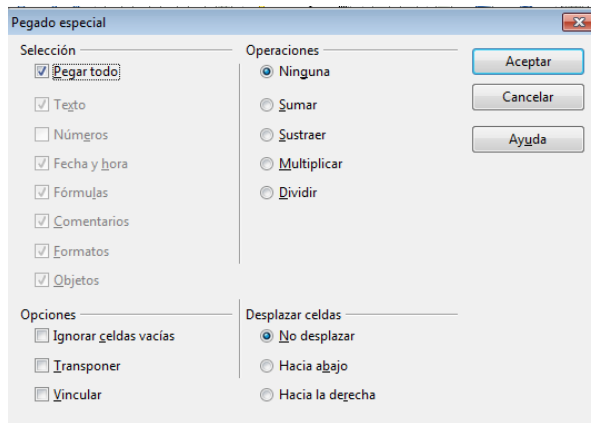 Pegado especial
Selección
Pegar todo
Texto
Números
Fecha y hora
Fórmulas
Comentarios
Formatos
Objetos
Operaciones
Ninguna
Sumar
Sustraer
Multiplicar
Dividir
Aceptar
Cancelar
Ayuda
Opciones
Ignorar celdas vacías
Transponer
Vincular
Desplazar celdas
No desplazar
Hacia abajo
Hacia la derecha